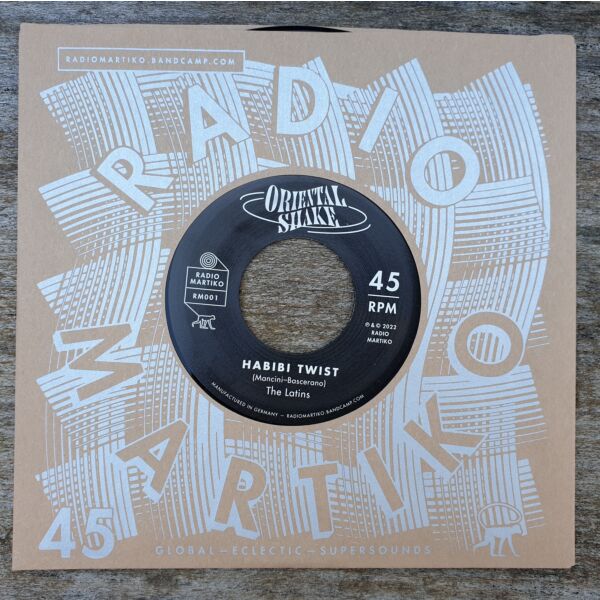 RADIOMARTIKO.BANDCAMP.COM
RADIO
MARTIKO
ORIENTAL
SHAKE
RADIO
MARTIKO
RM001
45
RPM
℗ & © 2022
RADIO
MARTIKO
HABIBI TWIST
(Mancini–Bascerano)
The Latins
MANUFACTURED IN GERMANY – RADIOMARTIKO.BANDCAMP.COM
45
GLOBAL – ECLECTIC – SUPERSOUNDS